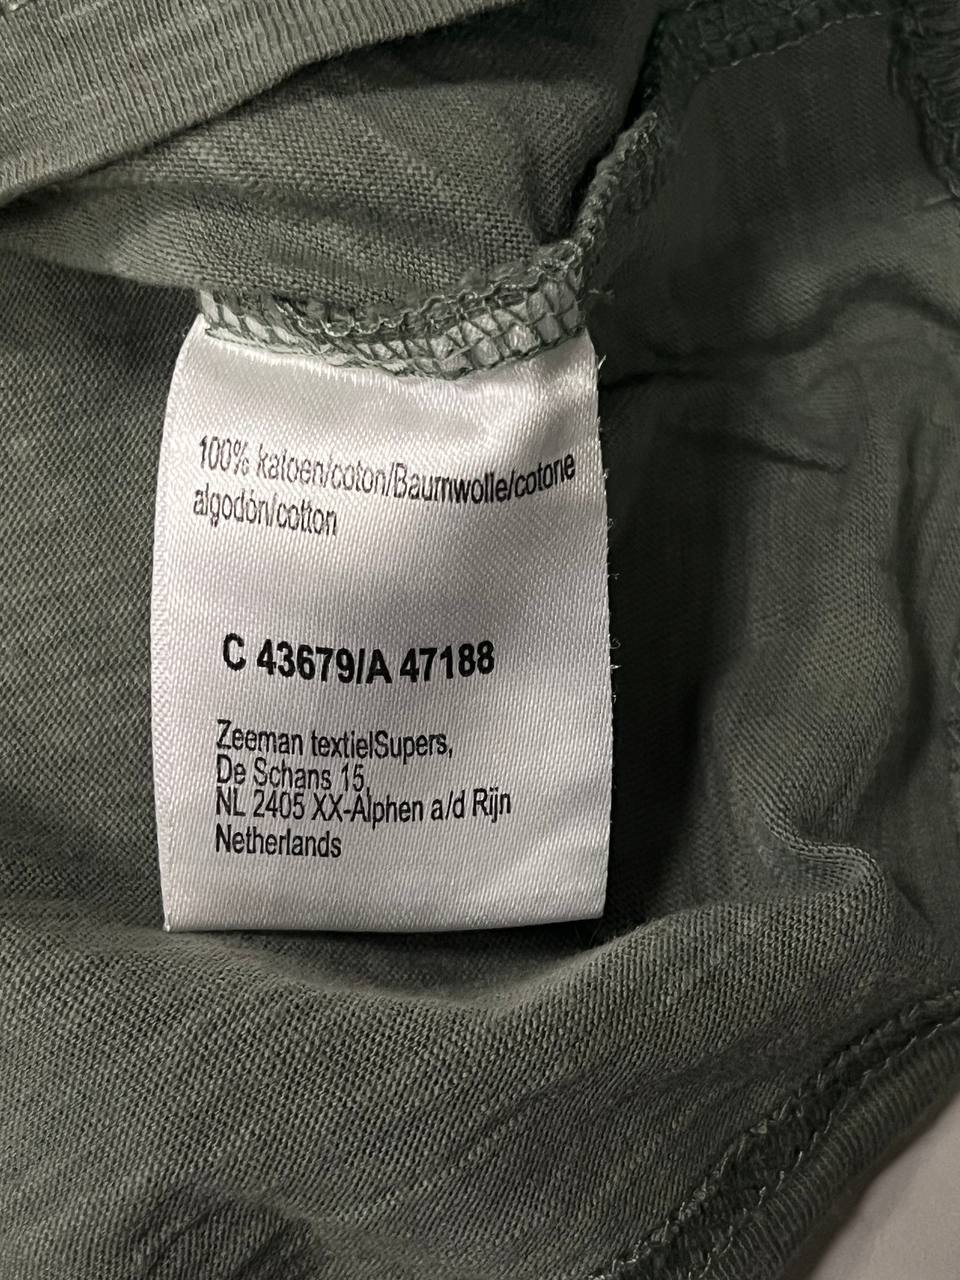 100% katoen/coton/Baumwolle/cotone
algodón/cotton
C 43679/A 47188
Zeeman textielSupers,
De Schans 15,
NL 2405 XX-Alphen a/d Rijn
Netherlands